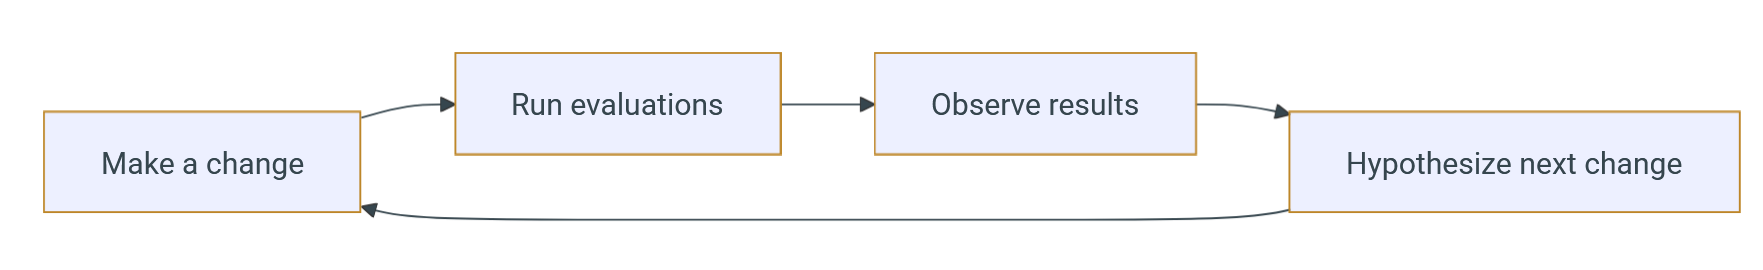 Make a change
Run evaluations
Observe results
Hypothesize next change